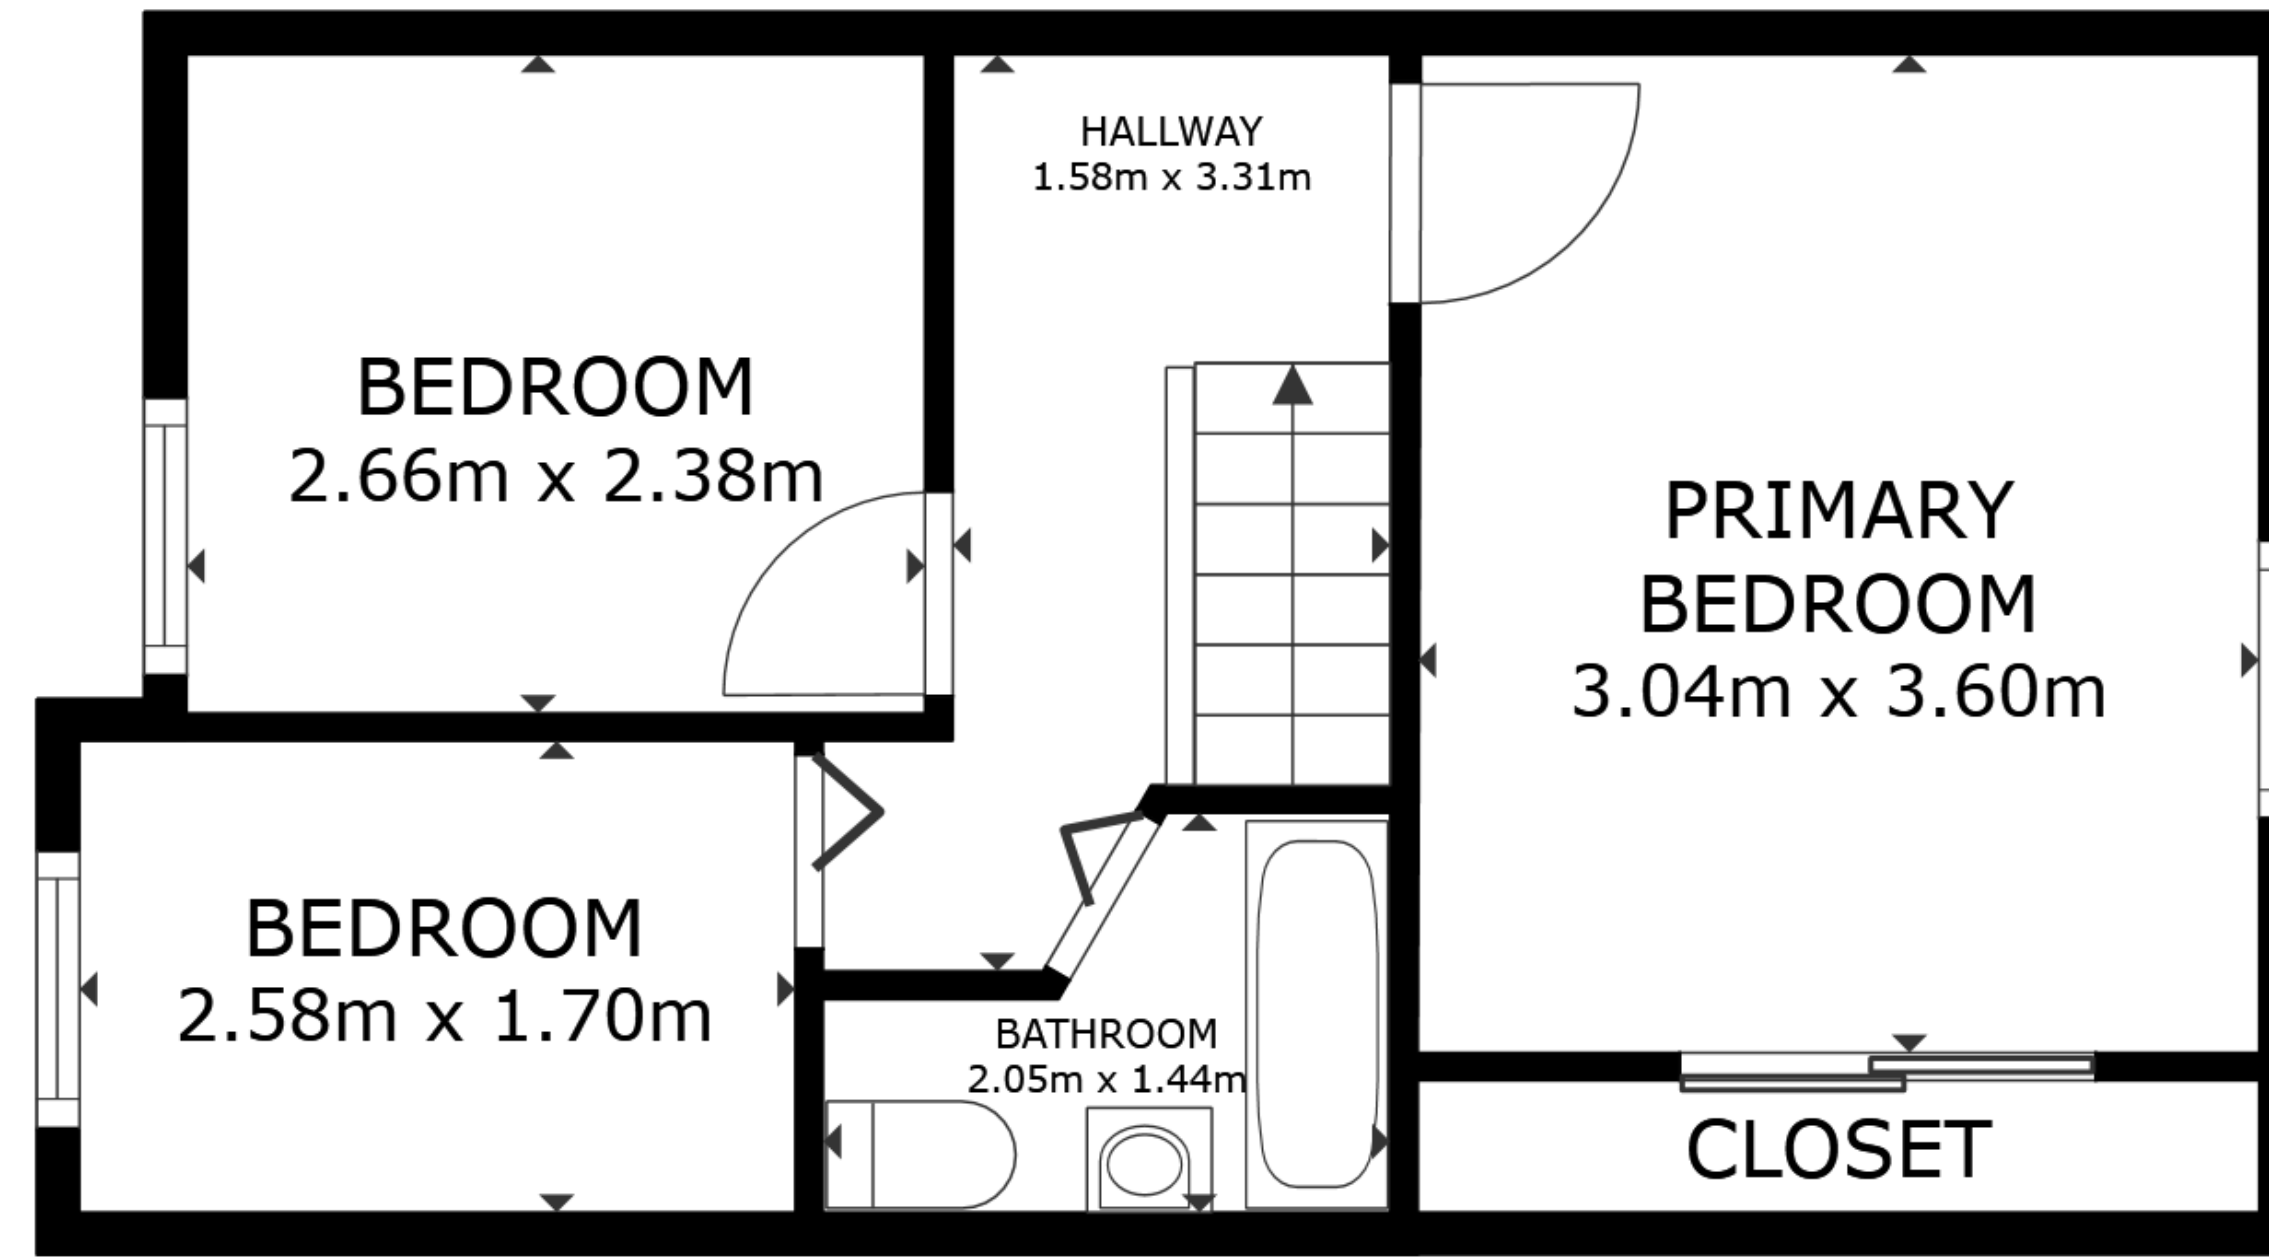 HALLWAY
1.58m x 3.31m
BEDROOM
2.66m x 2.38m
PRIMARY
BEDROOM
3.04m x 3.60m
BEDROOM
2.58m x 1.70m
BATHROOM
2.05m x 1.44m
CLOSET